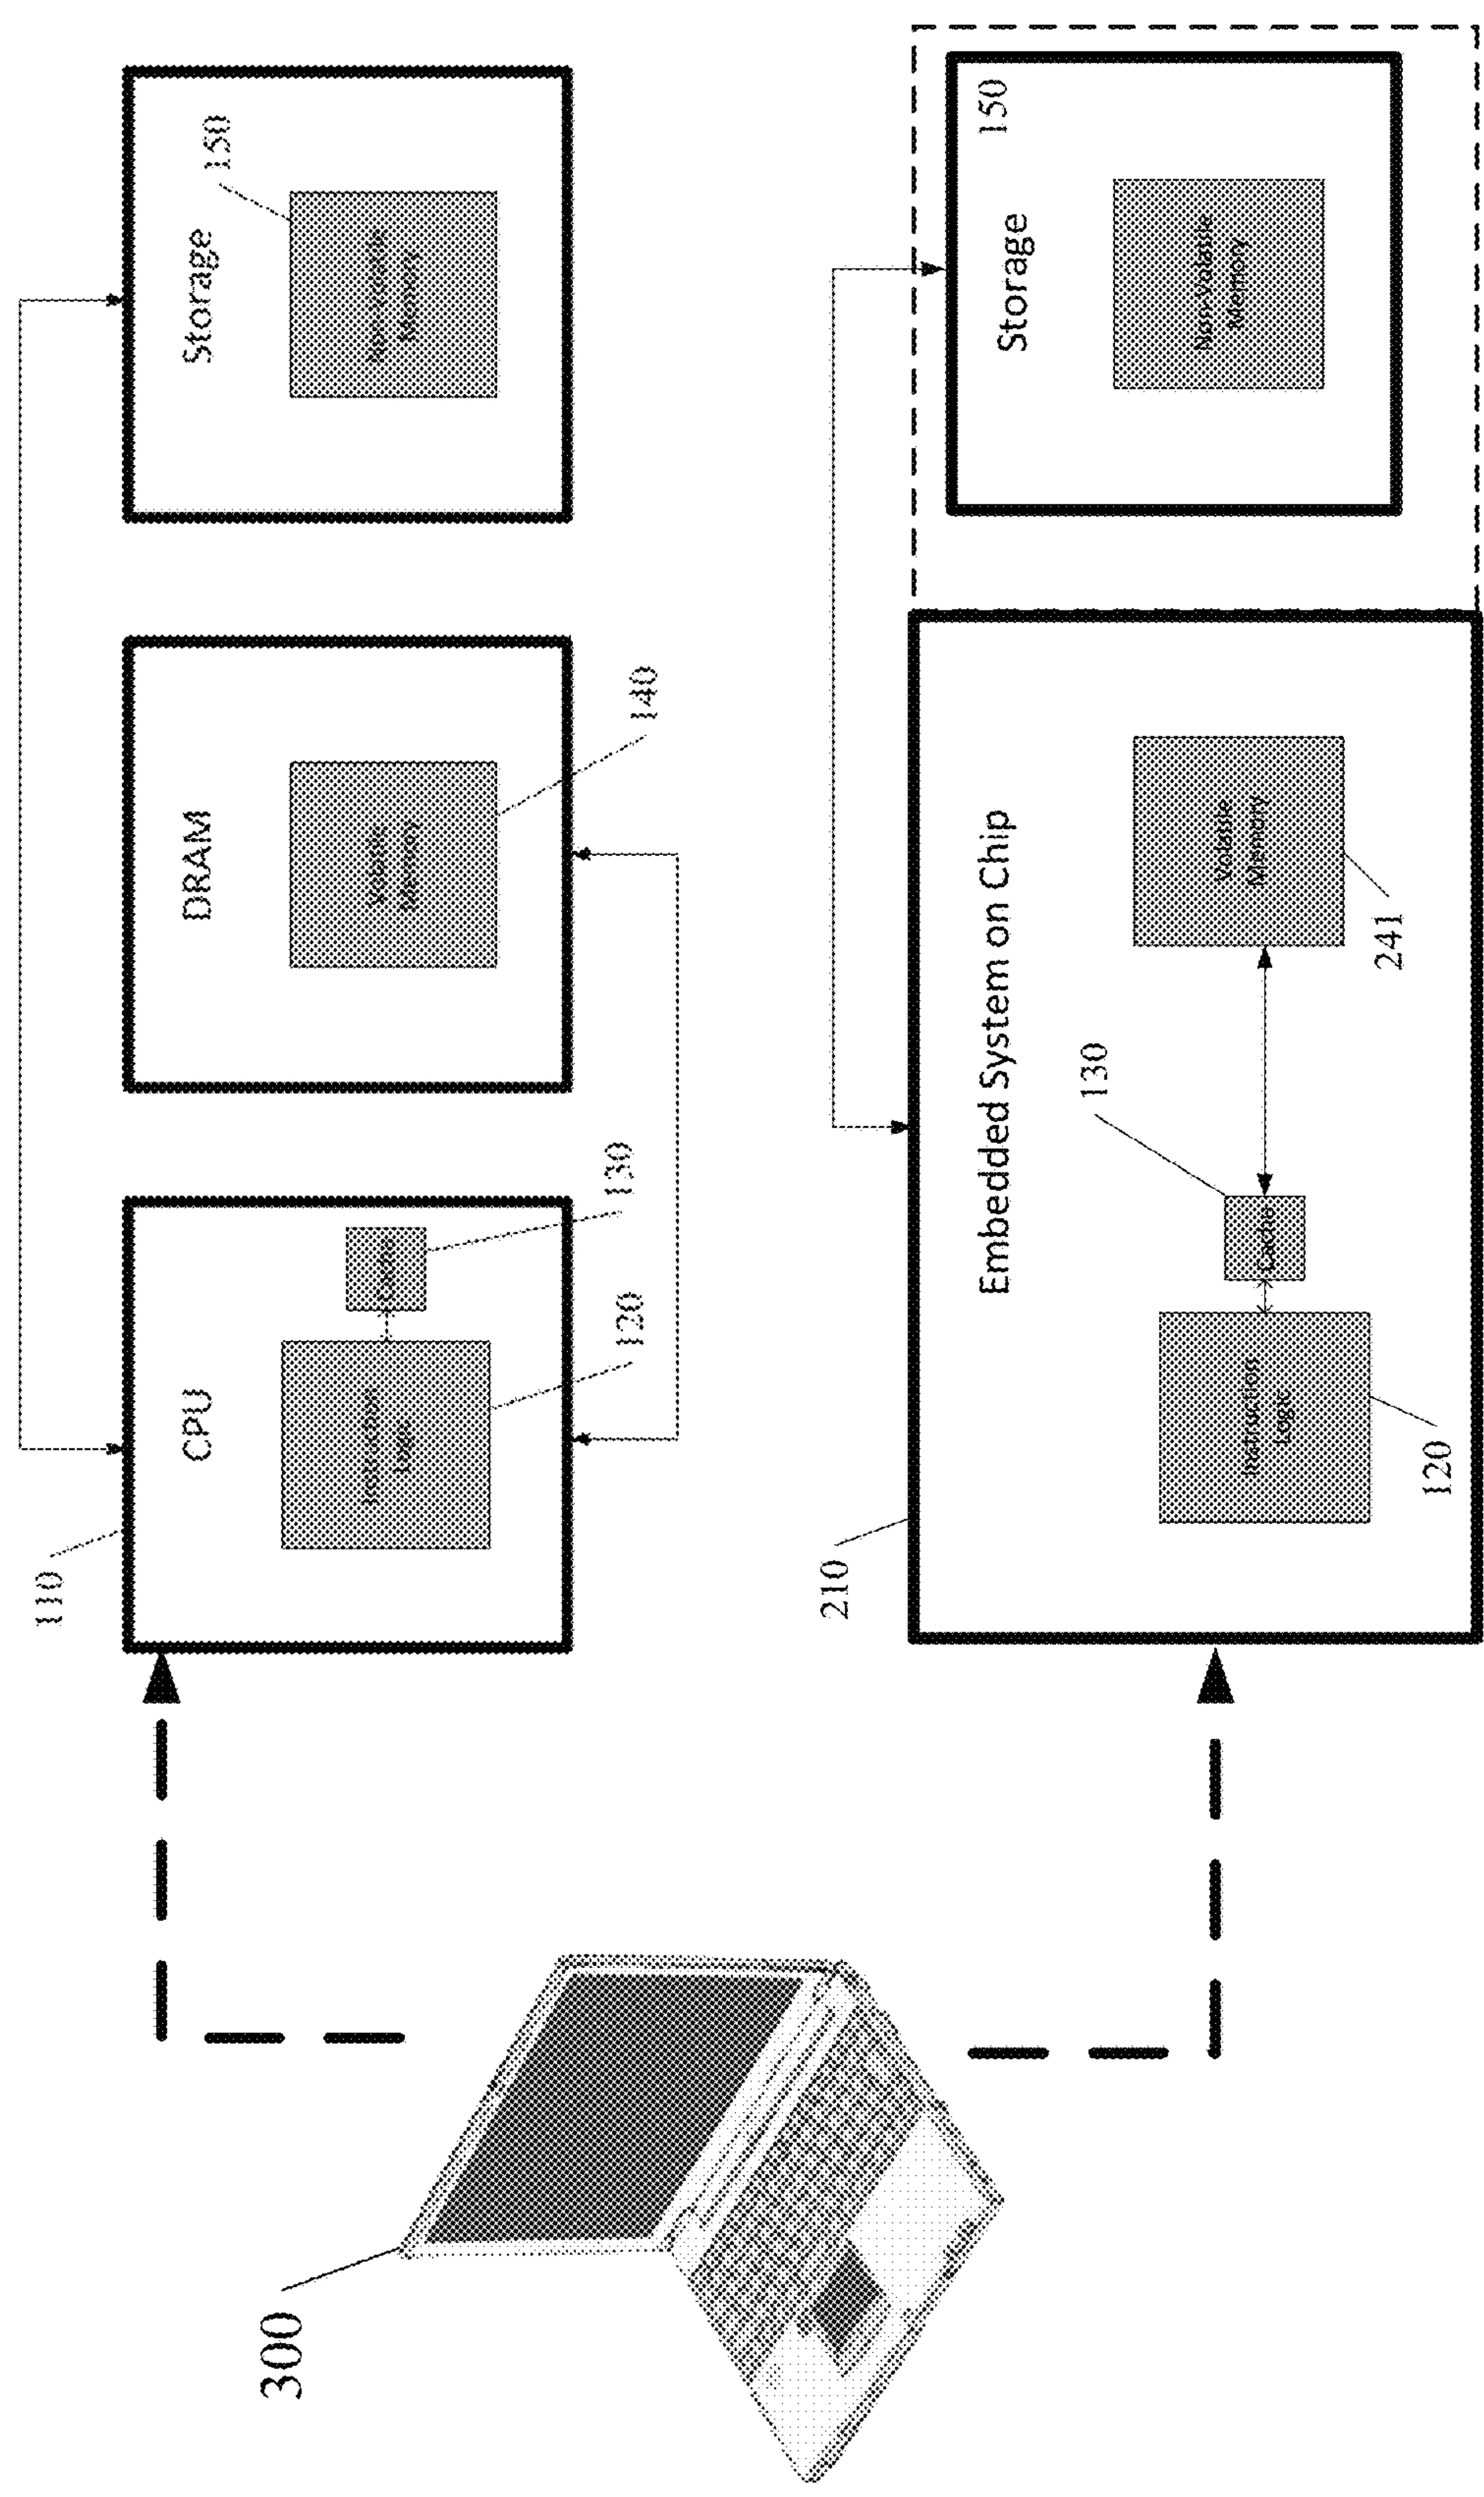 300
110
CPU
Instruction
Logic
Cache
120
130
DRAM
Volatile
Memory
140
Storage
150
Non-Volatile
Memory
210
Embedded System on Chip
Instruction
Logic
120
Cache
130
Volatile
Memory
241
Storage
150
Non-Volatile
Memory